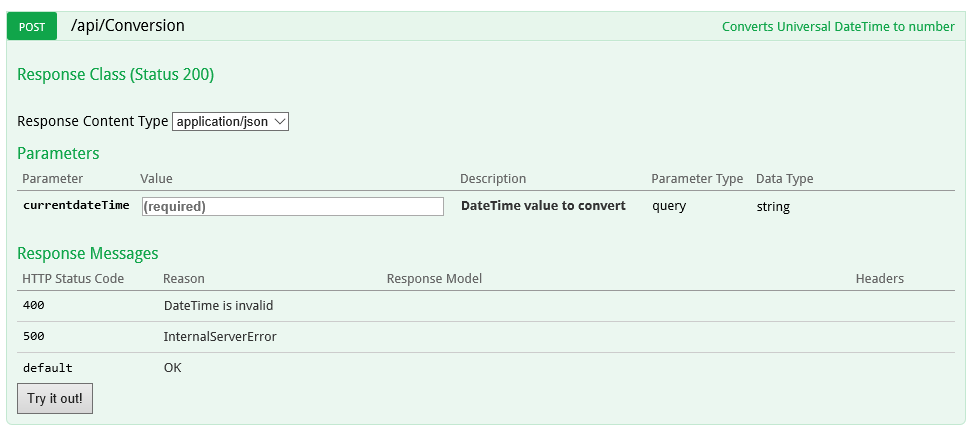 POST /api/Conversion Converts Universal DateTime to number
Response Class (Status 200)
Response Content Type application/json
Parameters
Parameter Value Description Parameter Type Data Type
currentdateTime (required) DateTime value to convert query string
Response Messages
HTTP Status Code Reason Response Model Headers
400 DateTime is invalid
500 InternalServerError
default OK
Try it out!